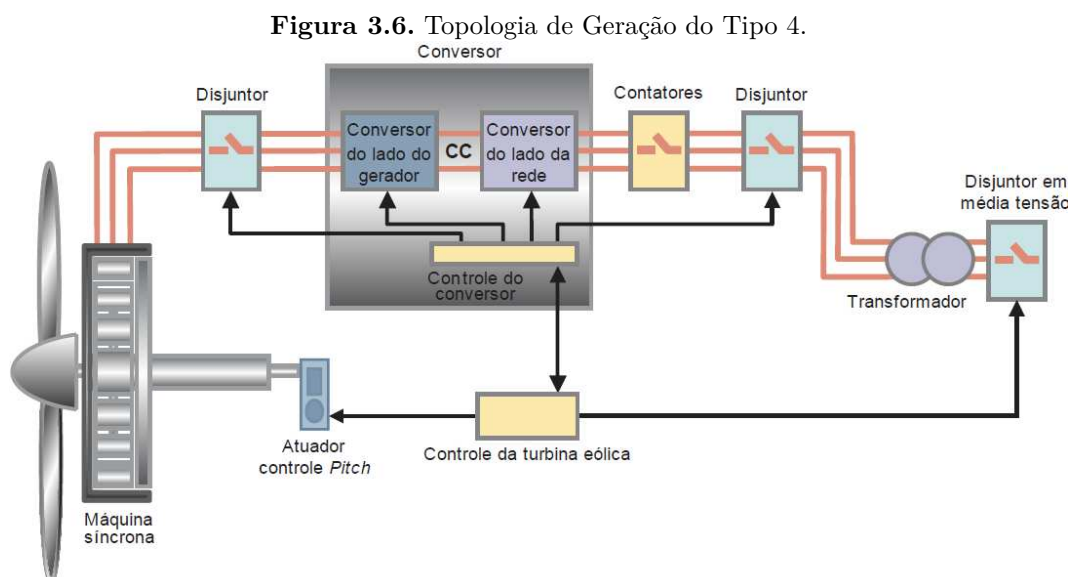 Figura 3.6. Topologia de Geração do Tipo 4.
Conversor
Disjuntor
Contatores
Disjuntor
Conversor
do lado do
gerador
CC
Conversor
do lado da
rede
Disjuntor em
média tensão
Controle do
conversor
Transformador
Atuador
controle Pitch
Controle da turbina eólica
Máquina
síncrona